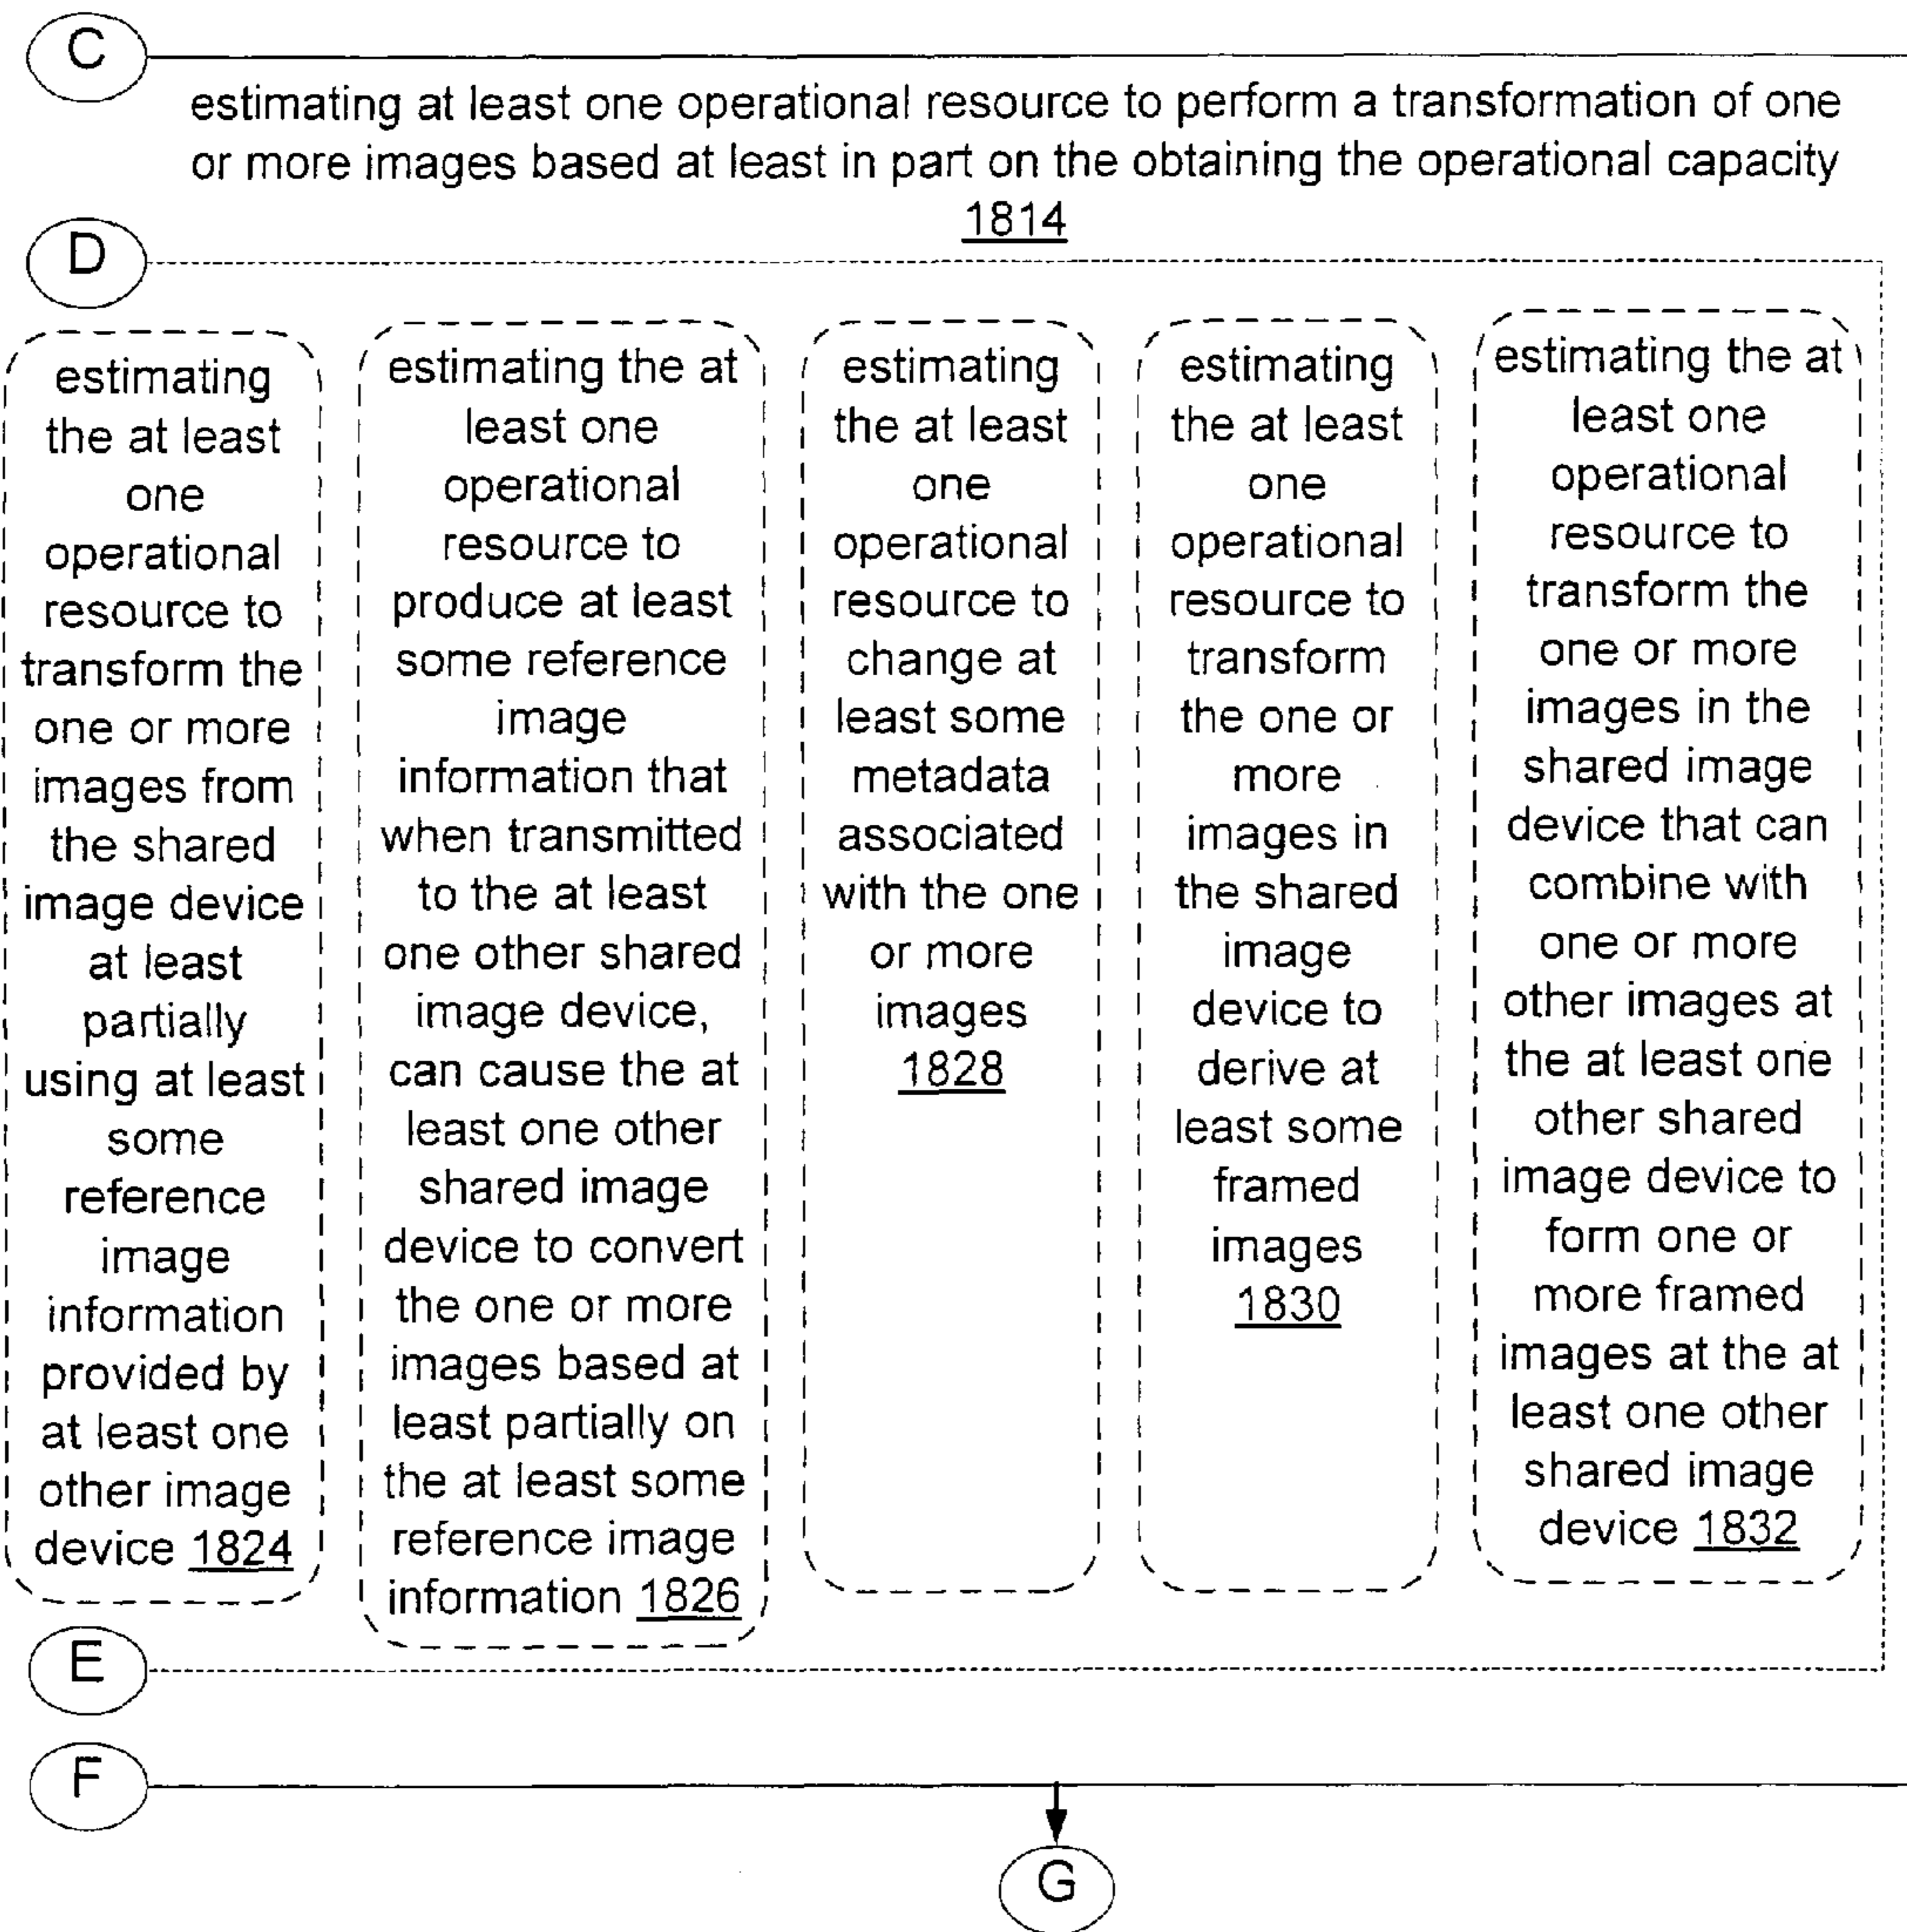 C
estimating at least one operational resource to perform a transformation of one
or more images based at least in part on the obtaining the operational capacity
1814
D
estimating
the at least
one
operational
resource to
transform the
one or more
images from
the shared
image device
at least
partially
using at least
some
reference
image
information
provided by
at least one
other image
device 1824
estimating the at
least one
operational
resource to
produce at least
some reference
image
information that
when transmitted
to the at least
one other shared
image device,
can cause the at
least one other
shared image
device to convert
the one or more
images based at
least partially on
the at least some
reference image
information 1826
estimating
the at least
one
operational
resource to
change at
least some
metadata
associated
with the one
or more
images
1828
estimating
the at least
one
operational
resource to
transform
the one or
more
images in
the shared
image
device to
derive at
least some
framed
images
1830
estimating the at
least one
operational
resource to
transform the
one or more
images in the
shared image
device that can
combine with
one or more
other images at
the at least one
other shared
image device to
form one or
more framed
images at the at
least one other
shared image
device 1832
E
F
G